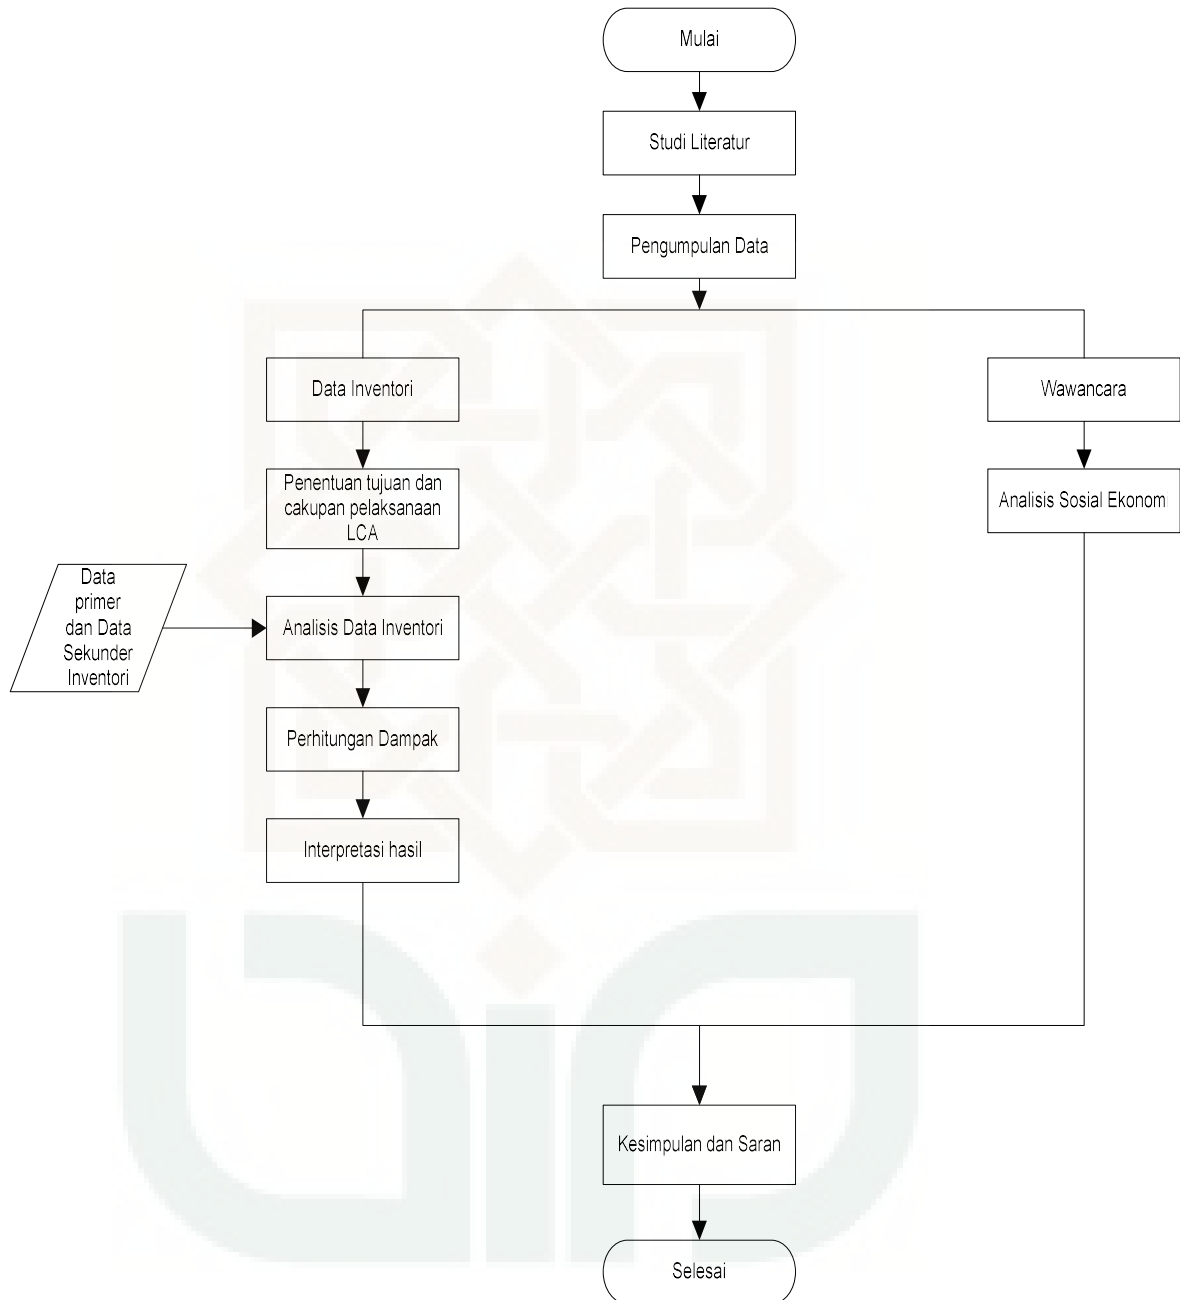 Mulai
Studi Literatur
Pengumpulan Data
Data Inventori
Wawancara
Penentuan tujuan dan
cakupan pelaksanaan
LCA
Analisis Sosial Ekonomi
Data
primer
dan Data
Sekunder
Inventori
Analisis Data Inventori
Perhitungan Dampak
Interpretasi hasil
Kesimpulan dan Saran
Selesai